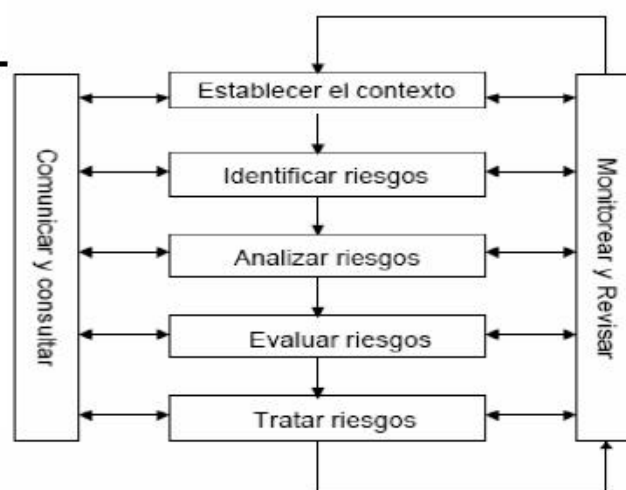 Establecer el contexto
Identificar riesgos
Analizar riesgos
Evaluar riesgos
Tratar riesgos
Comunicar y consultar
Monitorear y Revisar